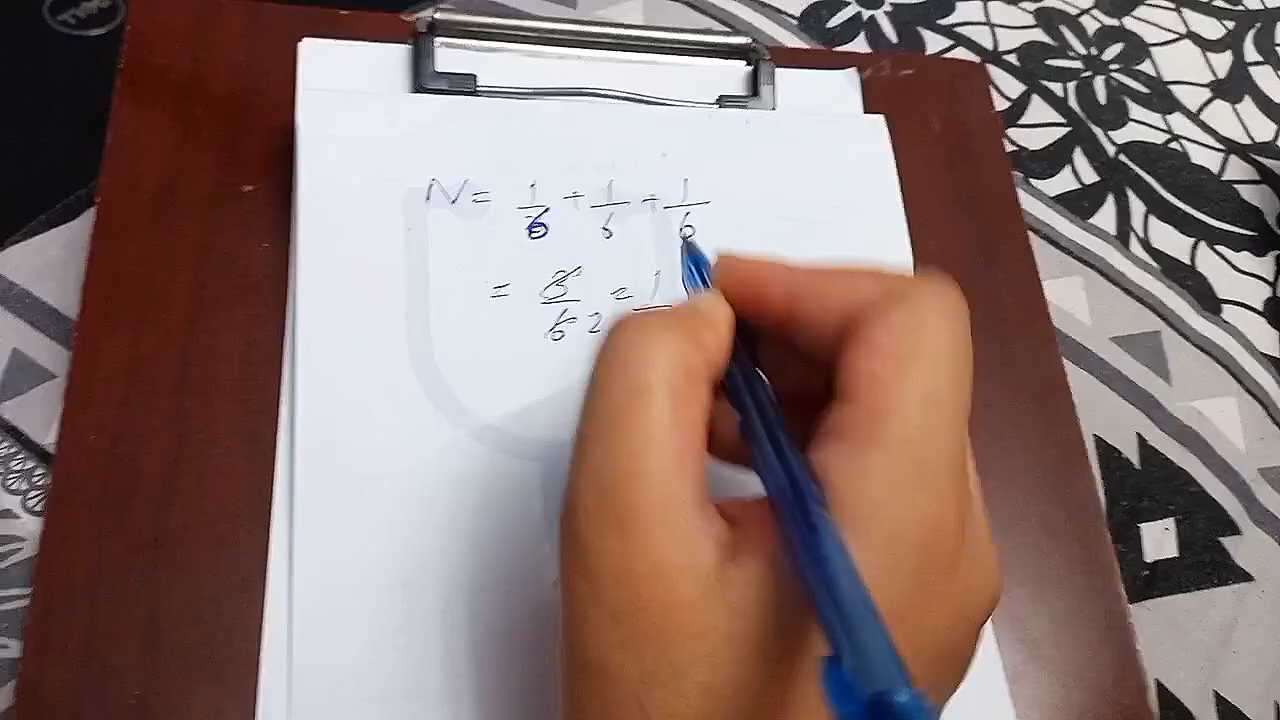 N = 1/6 + 1/6 + 1/6
= 3/6 2 = 1